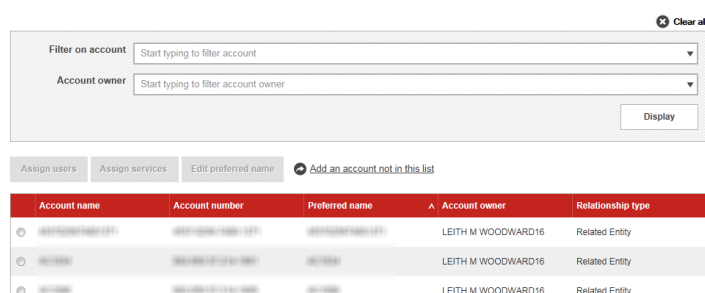 Clear al
Filter on account
Start typing to filter account
Account owner
Start typing to filter account owner
Display
Assign users
Assign services
Edit preferred name
Add an account not in this list
Account name
Account number
Preferred name
Account owner
Relationship type
LEITH M WOODWARD16
Related Entity
LEITH M WOODWARD16
Related Entity
LEITH M WOODWARD16
Related Entity